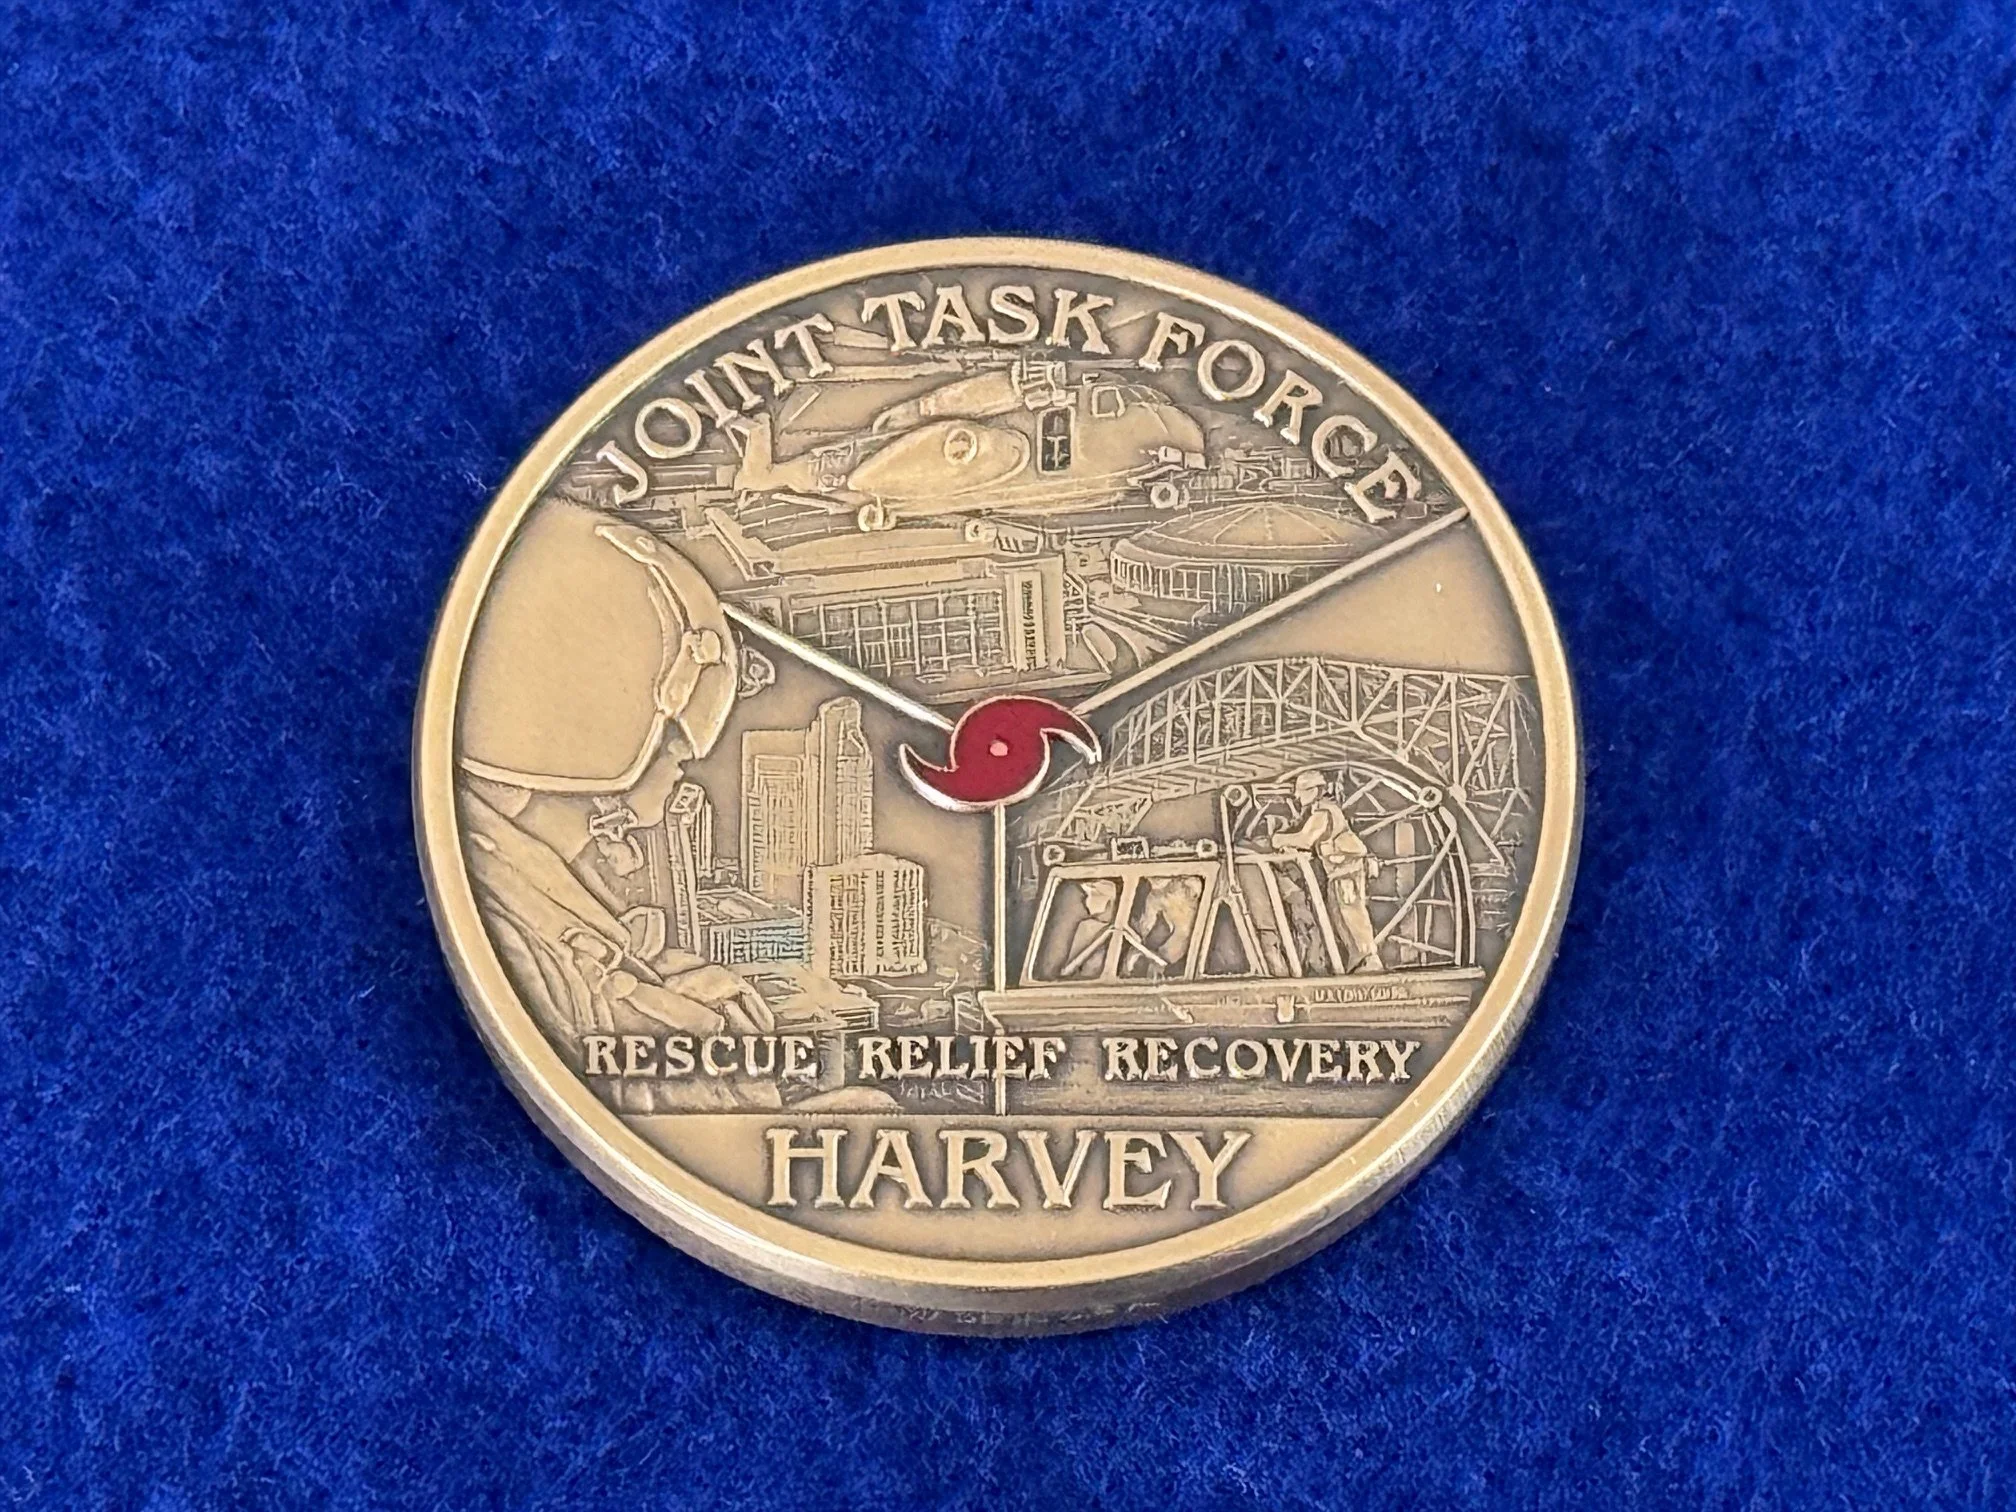 JOINT TASK FORCE
RESCUE RELIEF RECOVERY
HARVEY